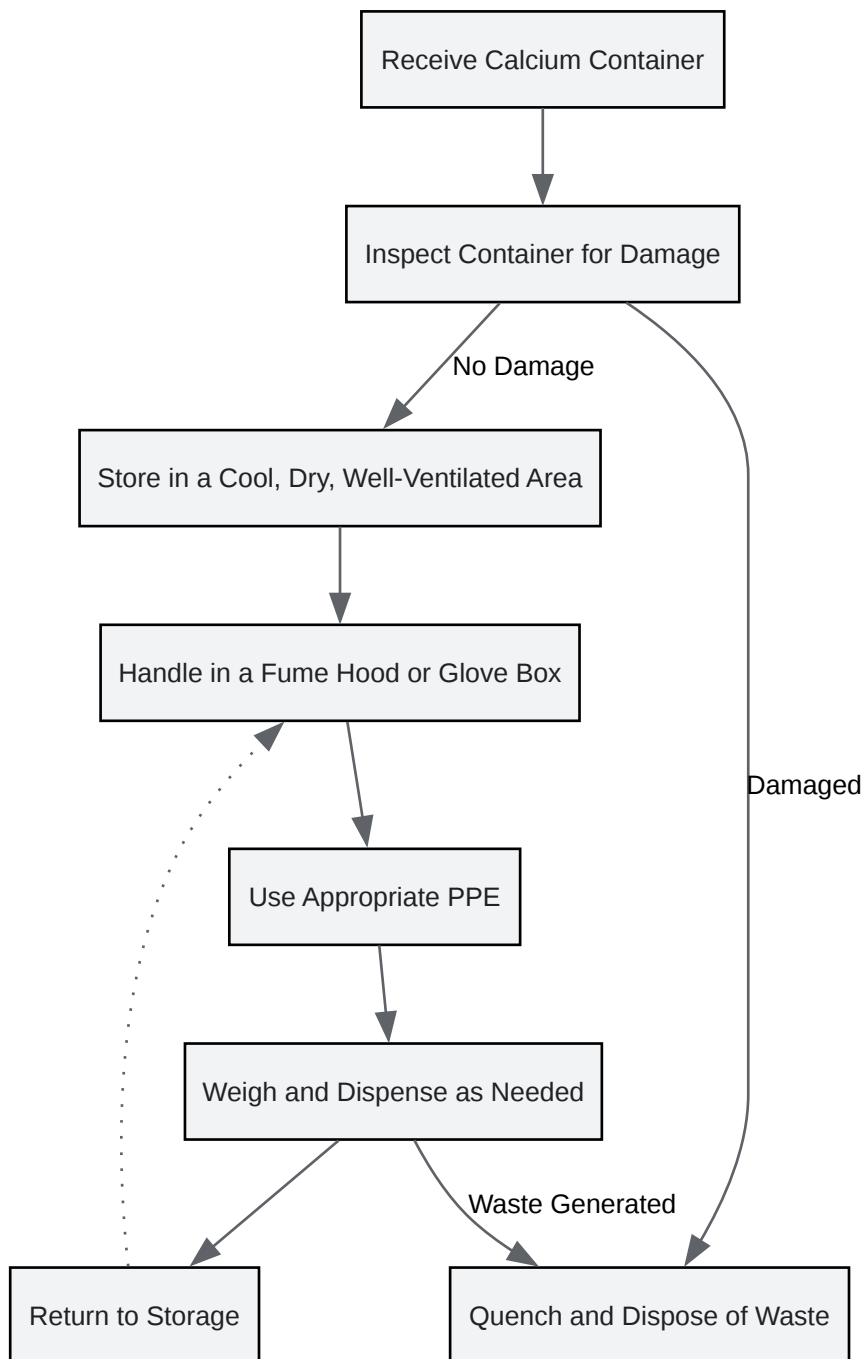 Receive Calcium Container
Inspect Container for Damage
No Damage
Store in a Cool, Dry, Well-Ventilated Area
Handle in a Fume Hood or Glove Box
Damaged
Use Appropriate PPE
Weigh and Dispense as Needed
Waste Generated
Return to Storage
Quench and Dispose of Waste